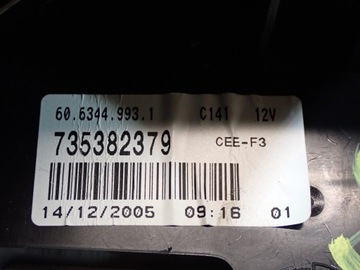 60.6344.993.1 C141 12V
735382379 CEE-F3
14/12/2005 09:16 01